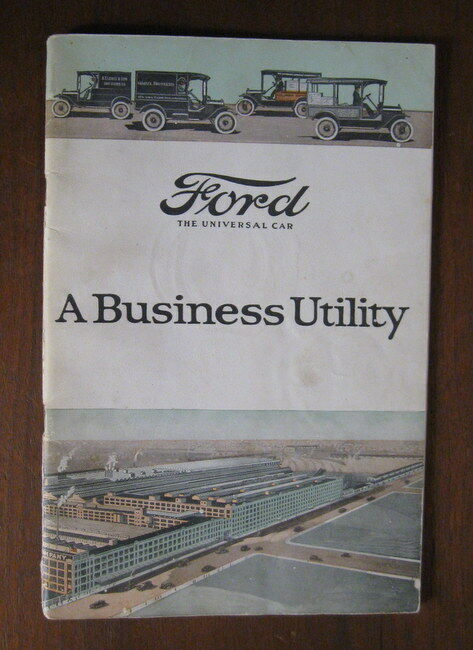 Ford
THE UNIVERSAL CAR
A Business Utility